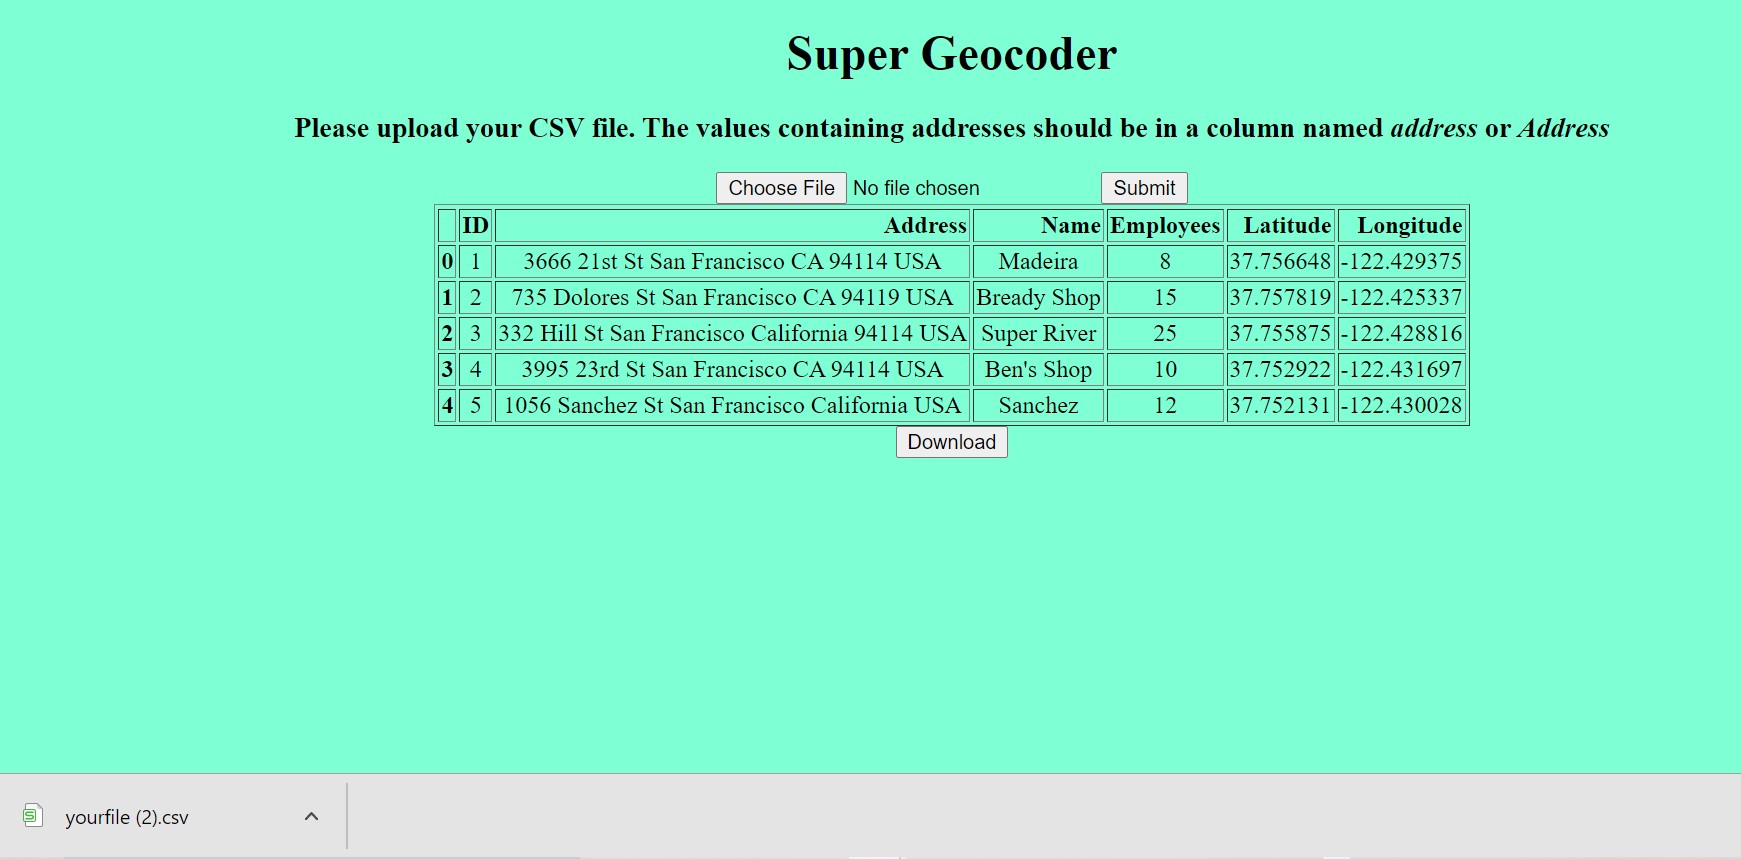 Super Geocoder
Please upload your CSV file. The values containing addresses should be in a column named address or Address
Choose File No file chosen Submit
ID Address Name Employees Latitude Longitude
0 1 3666 21st St San Francisco CA 94114 USA Madeira 8 37.756648 -122.429375
1 2 735 Dolores St San Francisco CA 94119 USA Bready Shop 15 37.757819 -122.425337
2 3 332 Hill St San Francisco California 94114 USA Super River 25 37.755875 -122.428816
3 4 3995 23rd St San Francisco CA 94114 USA Ben's Shop 10 37.752922 -122.431697
4 5 1056 Sanchez St San Francisco California USA Sanchez 12 37.752131 -122.430028
Download
yourfile (2).csv